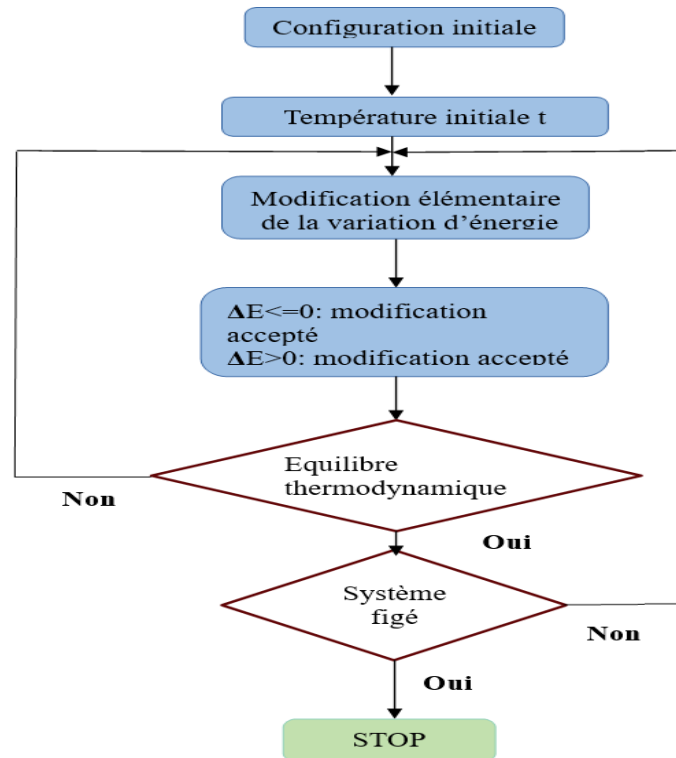 Configuration initiale
Température initiale t
Modification élémentaire
de la variation d’énergie
ΔE<=0: modification
accepté
ΔE>0: modification accepté
Equilibre
thermodynamique
Non
Oui
Système
figé
Non
Oui
STOP